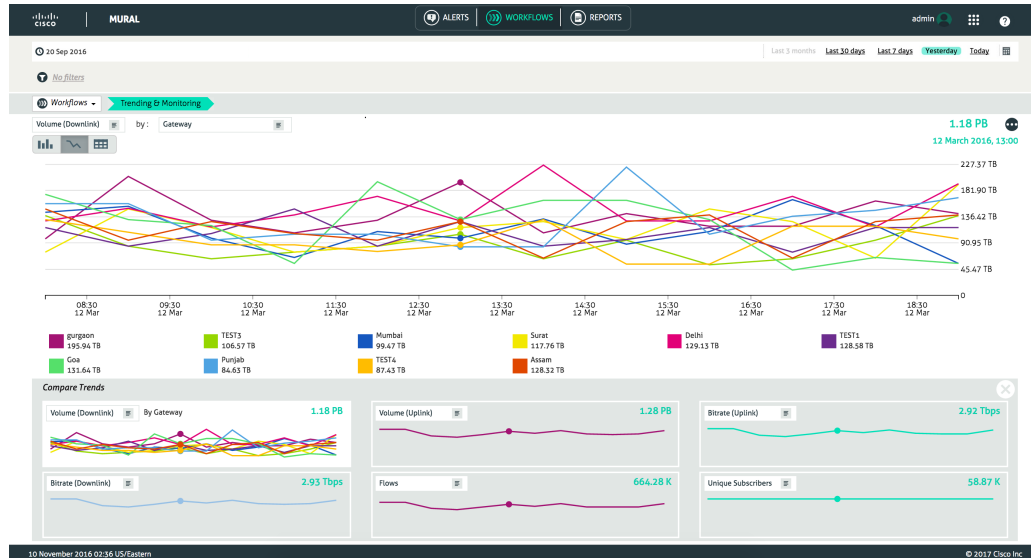 CISCO MURAL ALERTS WORKFLOWS REPORTS admin ?
20 Sep 2016 Last 3 months Last 30 days Last 7 days Yesterday Today
No filters
Workflows Trending & Monitoring
Volume (Downlink) by : Gateway 1.18 PB
12 March 2016, 13:00
227.37 TB
181.90 TB
136.42 TB
90.95 TB
45.47 TB
0
08:30 09:30 10:30 11:30 12:30 13:30 14:30 15:30 16:30 17:30 18:30
12 Mar 12 Mar 12 Mar 12 Mar 12 Mar 12 Mar 12 Mar 12 Mar 12 Mar 12 Mar 12 Mar
gurgaon TEST3 Mumbai Surat Delhi TEST1
195.94 TB 106.57 TB 99.47 TB 117.76 TB 129.13 TB 128.58 TB
Goa Punjab TEST4 Assam
131.64 TB 84.63 TB 87.43 TB 128.32 TB
Compare Trends
Volume (Downlink) By Gateway 1.18 PB Volume (Uplink) 1.28 PB Bitrate (Uplink) 2.92 Tbps
Bitrate (Downlink) 2.93 Tbps Flows 664.28 K Unique Subscribers 58.87 K
10 November 2016 02:36 US/Eastern © 2017 Cisco Inc